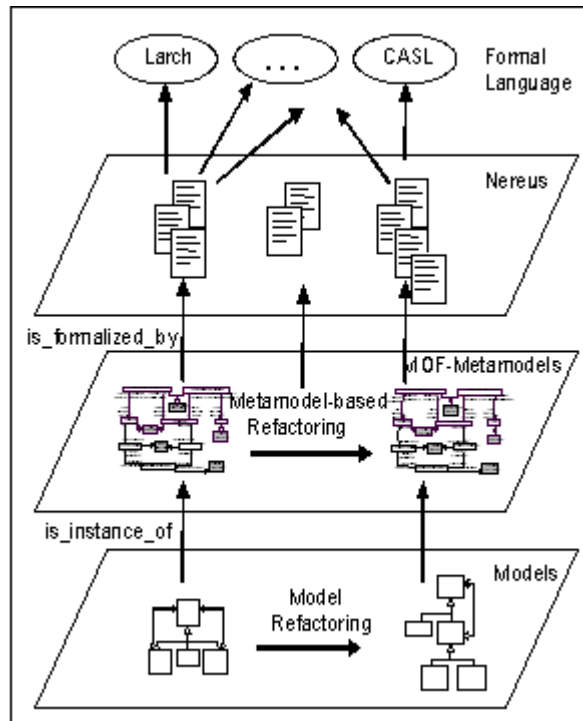 Larch
. . .
CASL
Formal
Language
Nereus
is_formalized_by
MOF-Metamodels
Metamodel-based
Refactoring
is_instance_of
Models
Model
Refactoring